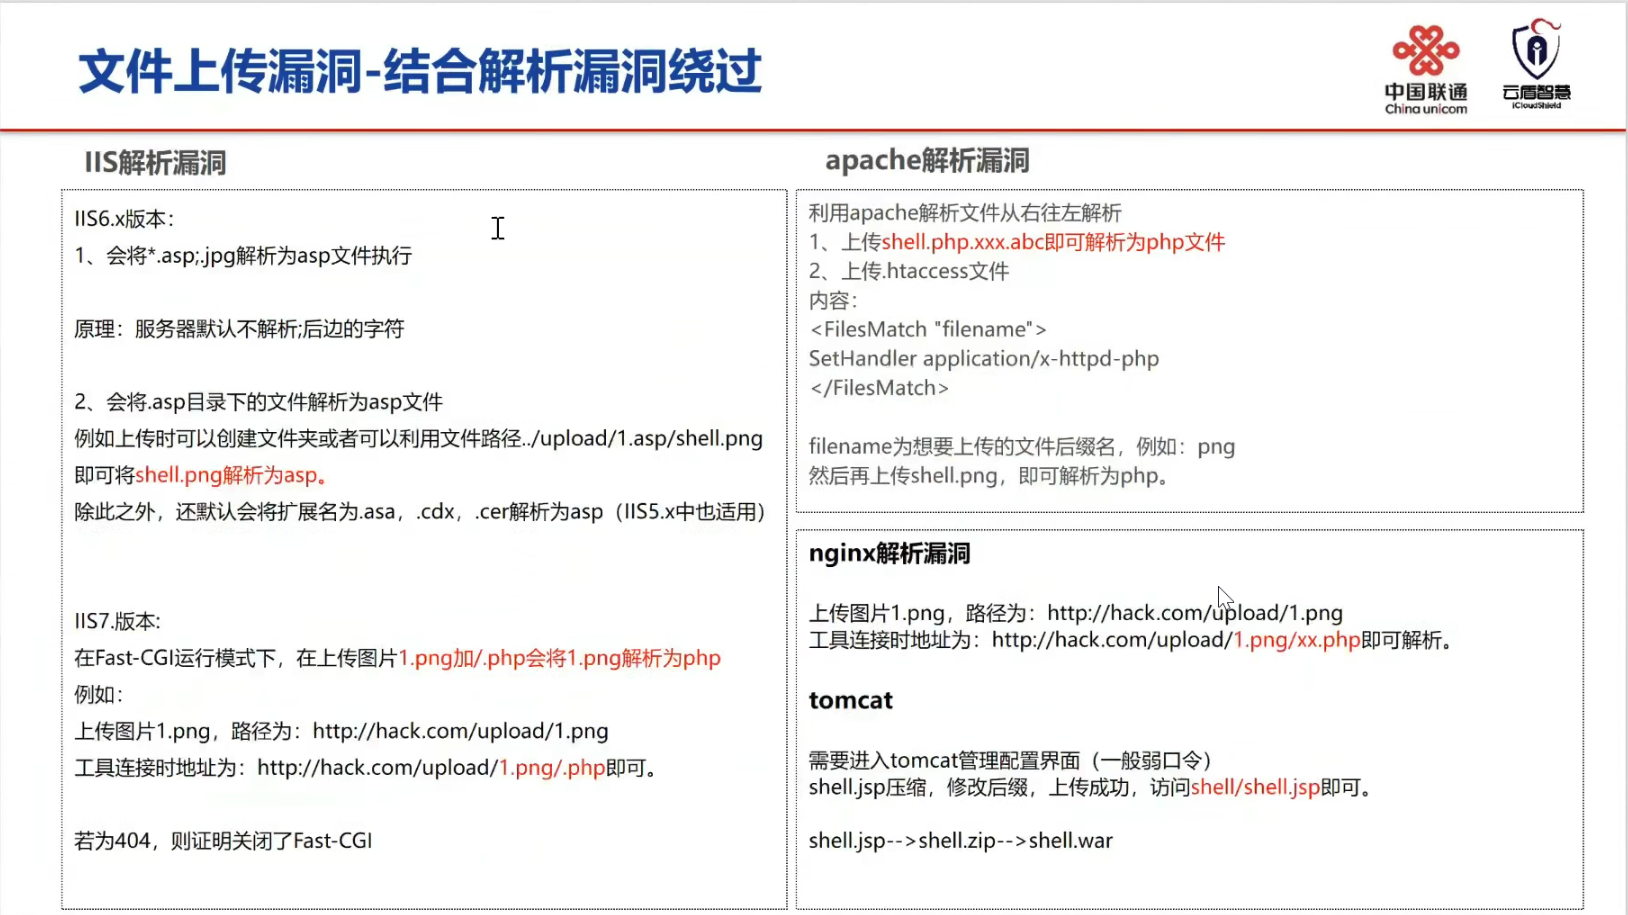 文件上传漏洞-结合解析漏洞绕过
中国联通
China unicom
云盾智慧
iCloudShield
IIS解析漏洞
IIS6.x版本：
1、会将*.asp;.jpg解析为asp文件执行
原理：服务器默认不解析;后边的字符
2、会将.asp目录下的文件解析为asp文件
例如上传时可以创建文件夹或者可以利用文件路径../upload/1.asp/shell.png
即可将shell.png解析为asp。
除此之外，还默认会将扩展名为.asa，.cdx，.cer解析为asp（IIS5.x中也适用）
IIS7.版本:
在Fast-CGI运行模式下，在上传图片1.png加/.php会将1.png解析为php
例如：
上传图片1.png，路径为：http://hack.com/upload/1.png
工具连接时地址为：http://hack.com/upload/1.png/.php即可。
若为404，则证明关闭了Fast-CGI
apache解析漏洞
利用apache解析文件从右往左解析
1、上传shell.php.xxx.abc即可解析为php文件
2、上传.htaccess文件
内容：
<FilesMatch "filename">
SetHandler application/x-httpd-php
</FilesMatch>
filename为想要上传的文件后缀名，例如：png
然后再上传shell.png，即可解析为php。
nginx解析漏洞
上传图片1.png，路径为：http://hack.com/upload/1.png
工具连接时地址为：http://hack.com/upload/1.png/xx.php即可解析。
tomcat
需要进入tomcat管理配置界面（一般弱口令）
shell.jsp压缩，修改后缀，上传成功，访问shell/shell.jsp即可。
shell.jsp-->shell.zip-->shell.war